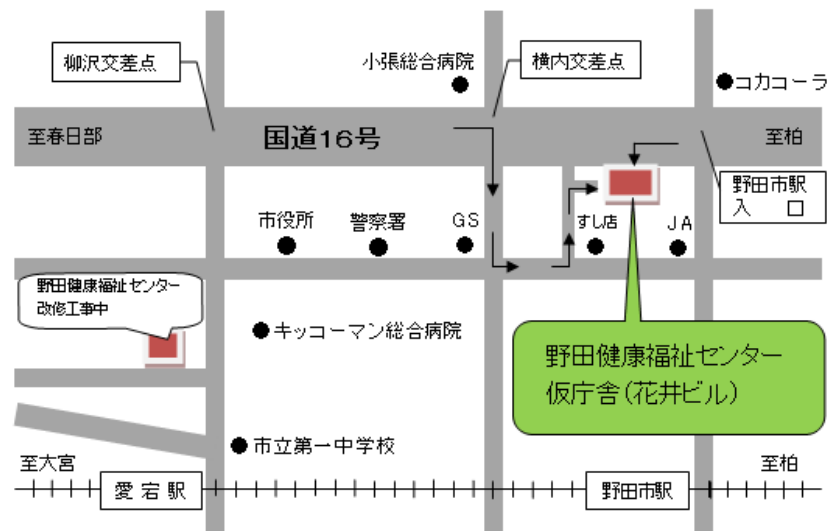 小張総合病院
柳沢交差点
横内交差点
コカコーラ
至春日部
国道16号
至柏
野田市駅
入　口
市役所
警察署
GS
すし店
JA
野田健康福祉センター
改修工事中
キッコーマン総合病院
野田健康福祉センター
仮庁舎(花井ビル)
市立第一中学校
至大宮
至柏
愛宕駅
野田市駅